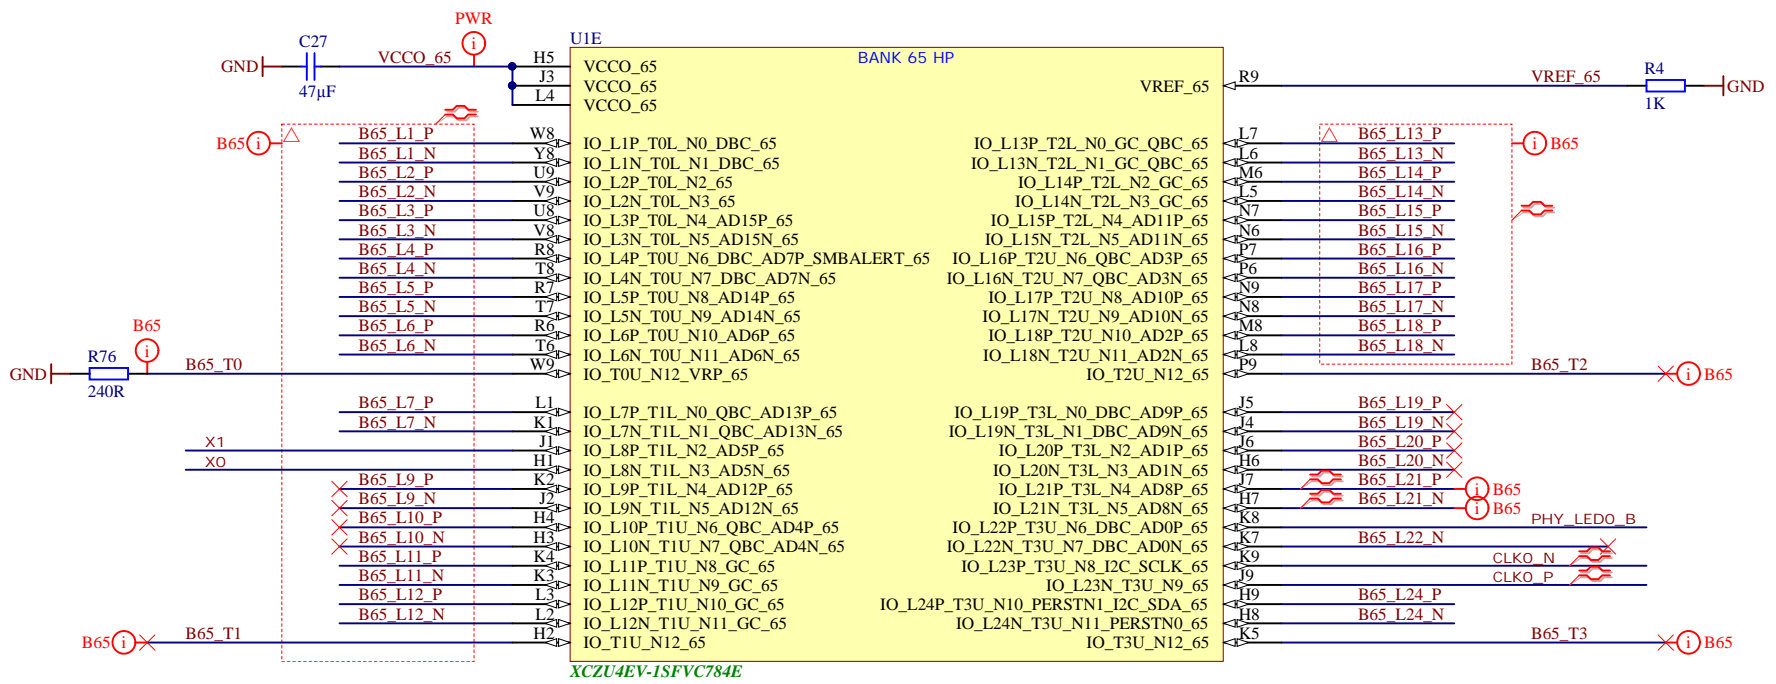 PWR
U1E
C27
VCCO_65
H5
BANK 65 HP
GND
VCCO_65
47µF
J3
VCCO_65
R9
VREF_65
R4
VREF_65
GND
L4
VCCO_65
1K
B65
B65_L1_P
W8
IO_L1P_T0L_N0_DBC_65
IO_L13P_T2L_N0_GC_QBC_65
L7
B65_L13_P
B65
B65_L1_N
Y8
IO_L1N_T0L_N1_DBC_65
IO_L13N_T2L_N1_GC_QBC_65
L6
B65_L13_N
B65_L2_P
U9
IO_L2P_T0L_N2_65
IO_L14P_T2L_N2_GC_65
M6
B65_L14_P
B65_L2_N
V9
IO_L2N_T0L_N3_65
IO_L14N_T2L_N3_GC_65
L5
B65_L14_N
B65_L3_P
U8
IO_L3P_T0L_N4_AD15P_65
IO_L15P_T2L_N4_AD11P_65
N7
B65_L15_P
B65_L3_N
V8
IO_L3N_T0L_N5_AD15N_65
IO_L15N_T2L_N5_AD11N_65
N6
B65_L15_N
B65_L4_P
R8
IO_L4P_T0U_N6_DBC_AD7P_SMBALERT_65
IO_L16P_T2U_N6_QBC_AD3P_65
P7
B65_L16_P
B65_L4_N
T8
IO_L4N_T0U_N7_DBC_AD7N_65
IO_L16N_T2U_N7_QBC_AD3N_65
P6
B65_L16_N
B65_L5_P
R7
IO_L5P_T0U_N8_AD14P_65
IO_L17P_T2U_N8_AD10P_65
N9
B65_L17_P
B65_L5_N
T7
IO_L5N_T0U_N9_AD14N_65
IO_L17N_T2U_N9_AD10N_65
N8
B65_L17_N
B65
B65_L6_P
R6
IO_L6P_T0U_N10_AD6P_65
IO_L18P_T2U_N10_AD2P_65
M8
B65_L18_P
R76
B65_L6_N
T6
IO_L6N_T0U_N11_AD6N_65
IO_L18N_T2U_N11_AD2N_65
L8
B65_L18_N
GND
240R
B65_T0
W9
IO_T0U_N12_VRP_65
IO_T2U_N12_65
P9
B65_T2
B65
B65_L7_P
L1
IO_L7P_T1L_N0_QBC_AD13P_65
IO_L19P_T3L_N0_DBC_AD9P_65
J5
B65_L19_P
B65_L7_N
K1
IO_L7N_T1L_N1_QBC_AD13N_65
IO_L19N_T3L_N1_DBC_AD9N_65
J4
B65_L19_N
X1
J1
IO_L8P_T1L_N2_AD5P_65
IO_L20P_T3L_N2_AD1P_65
J6
B65_L20_P
X0
H1
IO_L8N_T1L_N3_AD5N_65
IO_L20N_T3L_N3_AD1N_65
H6
B65_L20_N
B65_L9_P
K2
IO_L9P_T1L_N4_AD12P_65
IO_L21P_T3L_N4_AD8P_65
J7
B65_L21_P
B65
B65_L9_N
J2
IO_L9N_T1L_N5_AD12N_65
IO_L21N_T3L_N5_AD8N_65
H7
B65_L21_N
B65
B65_L10_P
H4
IO_L10P_T1U_N6_QBC_AD4P_65
IO_L22P_T3U_N6_DBC_AD0P_65
K8
PHY_LED0_B
B65_L10_N
H3
IO_L10N_T1U_N7_QBC_AD4N_65
IO_L22N_T3U_N7_DBC_AD0N_65
K7
B65_L22_N
B65_L11_P
K4
IO_L11P_T1U_N8_GC_65
IO_L23P_T3U_N8_I2C_SCLK_65
K9
CLK0_N
B65_L11_N
K3
IO_L11N_T1U_N9_GC_65
IO_L23N_T3U_N9_65
J9
CLK0_P
B65_L12_P
L3
IO_L12P_T1U_N10_GC_65
IO_L24P_T3U_N10_PERSTN1_I2C_SDA_65
H9
B65_L24_P
B65_L12_N
L2
IO_L12N_T1U_N11_GC_65
IO_L24N_T3U_N11_PERSTN0_65
H8
B65_L24_N
B65
B65_T1
H2
IO_T1U_N12_65
IO_T3U_N12_65
K5
B65_T3
B65
XCZU4EV-1SFVC784E